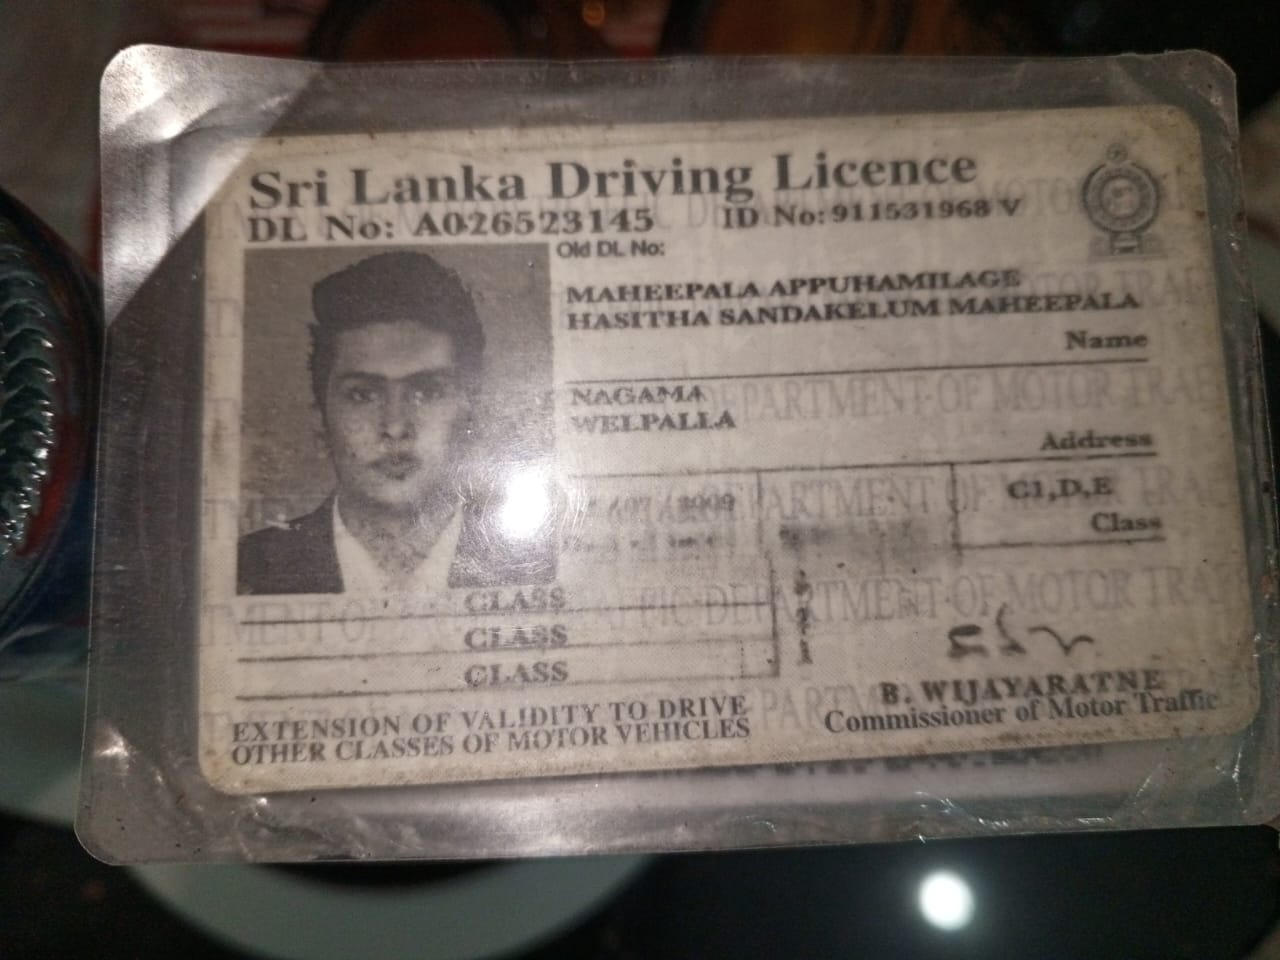 Sri Lanka Driving Licence
DL No: A026523145 ID No: 911531968 V
Old DL No:
MAHEEPALA APPUHAMILAGE
HASITHA SANDAKELUM MAHEEPALA
Name
NAGAMA
WELPALLA
Address
C1,D,E
Class
CLASS
CLASS
CLASS
EXTENSION OF VALIDITY TO DRIVE
OTHER CLASSES OF MOTOR VEHICLES
B. WIJAYARATNE
Commissioner of Motor Traffic